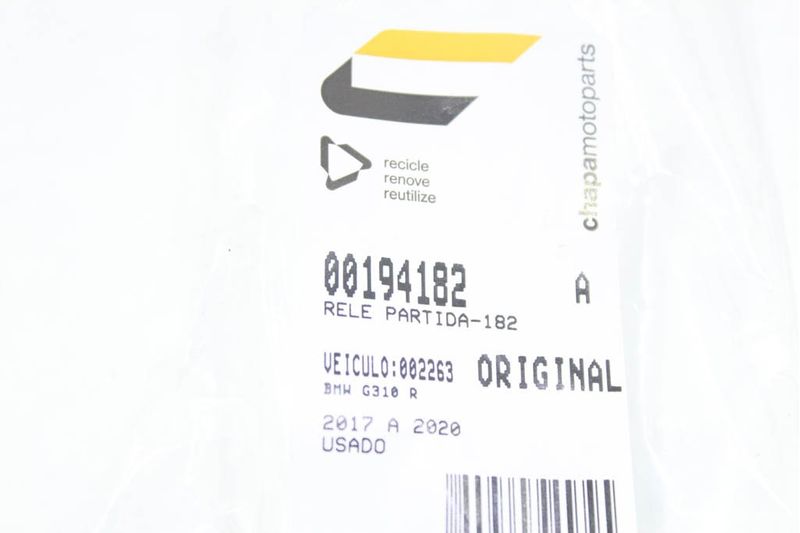 chapamotoparts
recicle
renove
reutilize
00194182 A
RELE PARTIDA-182
VEICULO:002263 ORIGINAL
BMW G310 R
2017 A 2020
USADO